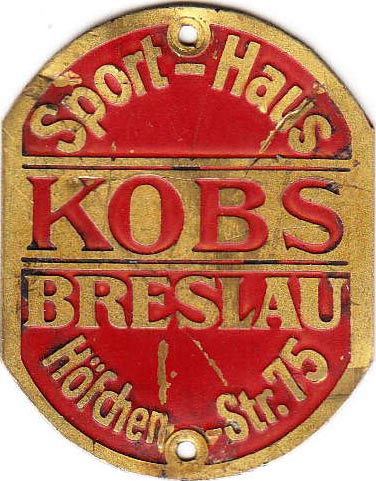 Sport-Haus
KOBS
BRESLAU
Höfchen-Str.75